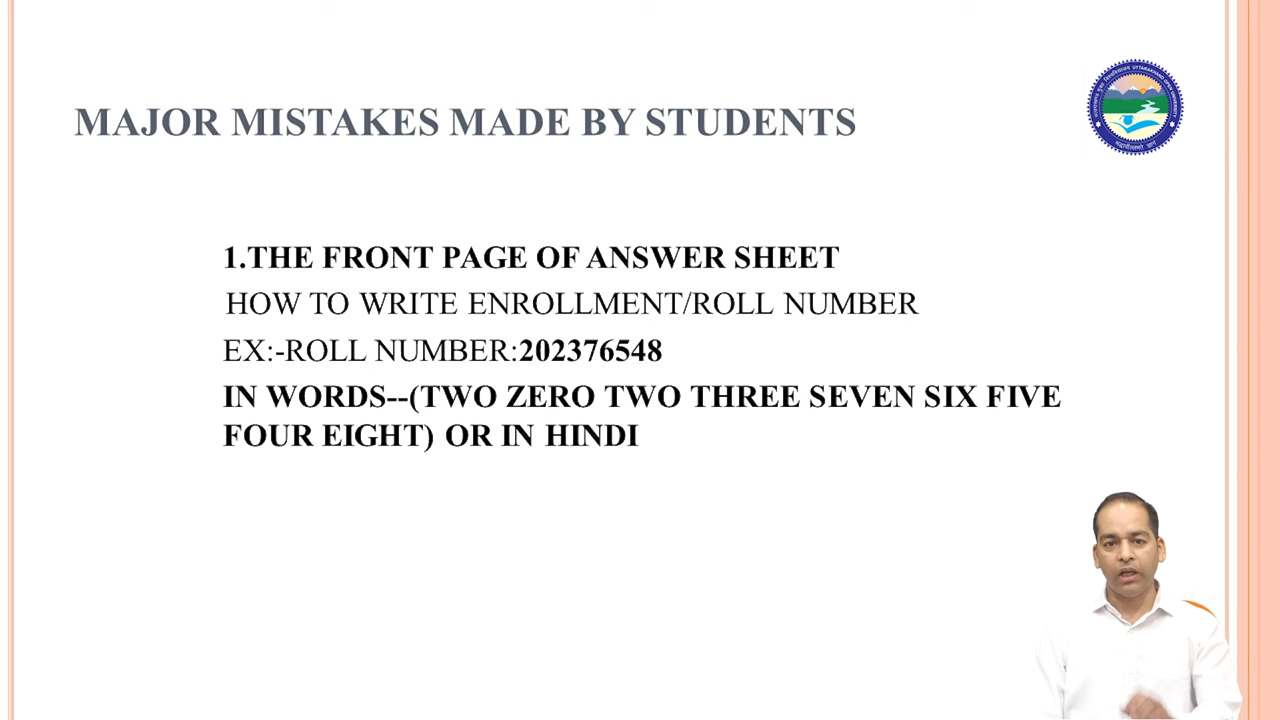 MAJOR MISTAKES MADE BY STUDENTS
1.THE FRONT PAGE OF ANSWER SHEET
HOW TO WRITE ENROLLMENT/ROLL NUMBER
EX:-ROLL NUMBER:202376548
IN WORDS--(TWO ZERO TWO THREE SEVEN SIX FIVE
FOUR EIGHT) OR IN HINDI